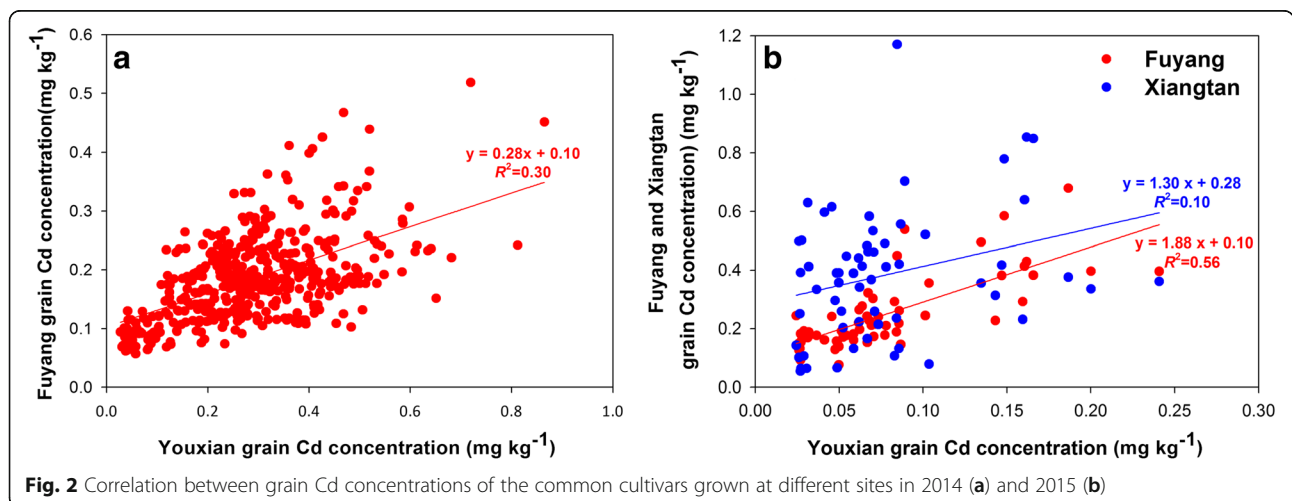 a
Fuyang grain Cd concentration(mg kg⁻¹)
0.6
0.5
0.4
0.3
0.2
0.1
0.0
y = 0.28x + 0.10
R²=0.30
0.0 0.2 0.4 0.6 0.8 1.0
Youxian grain Cd concentration (mg kg⁻¹)
b
Fuyang and Xiangtan
grain Cd concentration) (mg kg⁻¹)
1.2
1.0
0.8
0.6
0.4
0.2
0.0
Fuyang
Xiangtan
y = 1.30 x + 0.28
R²=0.10
y = 1.88 x + 0.10
R²=0.56
0.00 0.05 0.10 0.15 0.20 0.25 0.30
Youxian grain Cd concentration (mg kg⁻¹)
Fig. 2 Correlation between grain Cd concentrations of the common cultivars grown at different sites in 2014 (a) and 2015 (b)